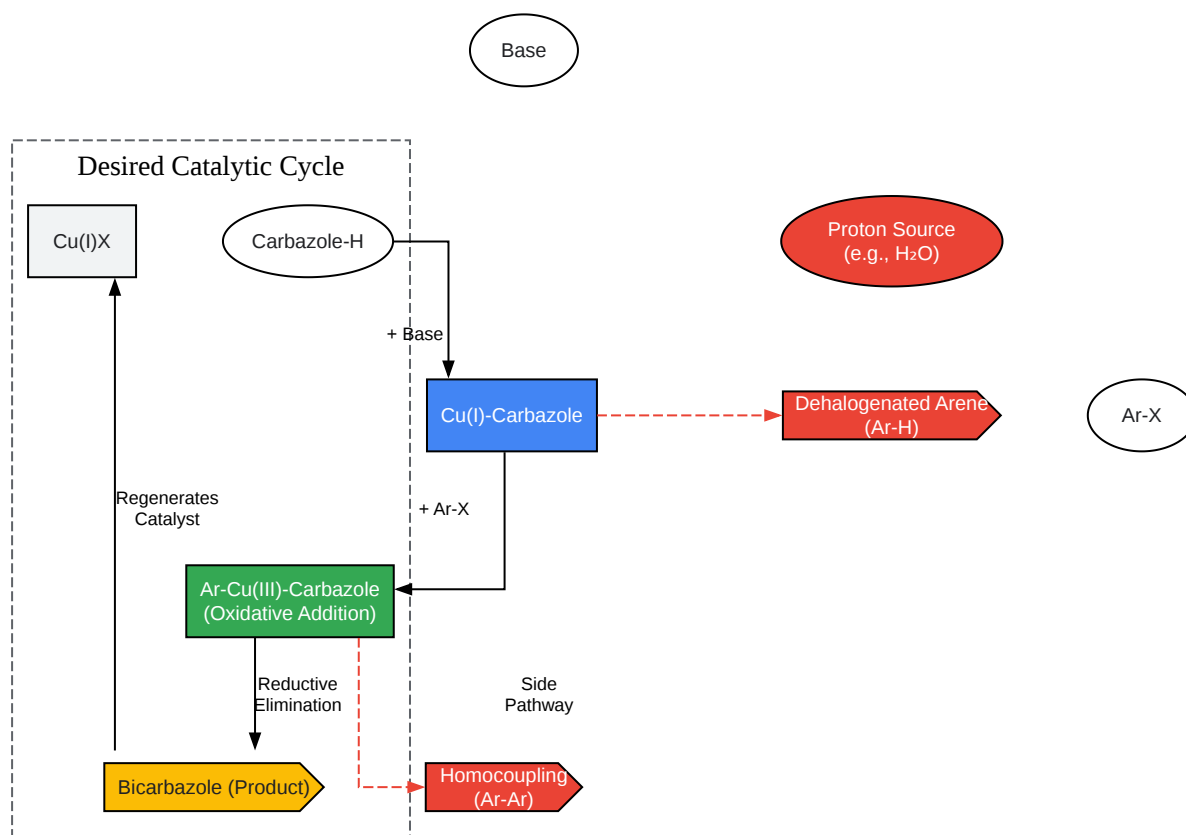 Base
Desired Catalytic Cycle
Cu(I)X
Carbazole-H
Proton Source
(e.g., H₂O)
+ Base
Cu(I)-Carbazole
Dehalogenated Arene
(Ar-H)
Ar-X
Regenerates
Catalyst
+ Ar-X
Ar-Cu(III)-Carbazole
(Oxidative Addition)
Reductive
Elimination
Side
Pathway
Bicarbazole (Product)
Homocoupling
(Ar-Ar)